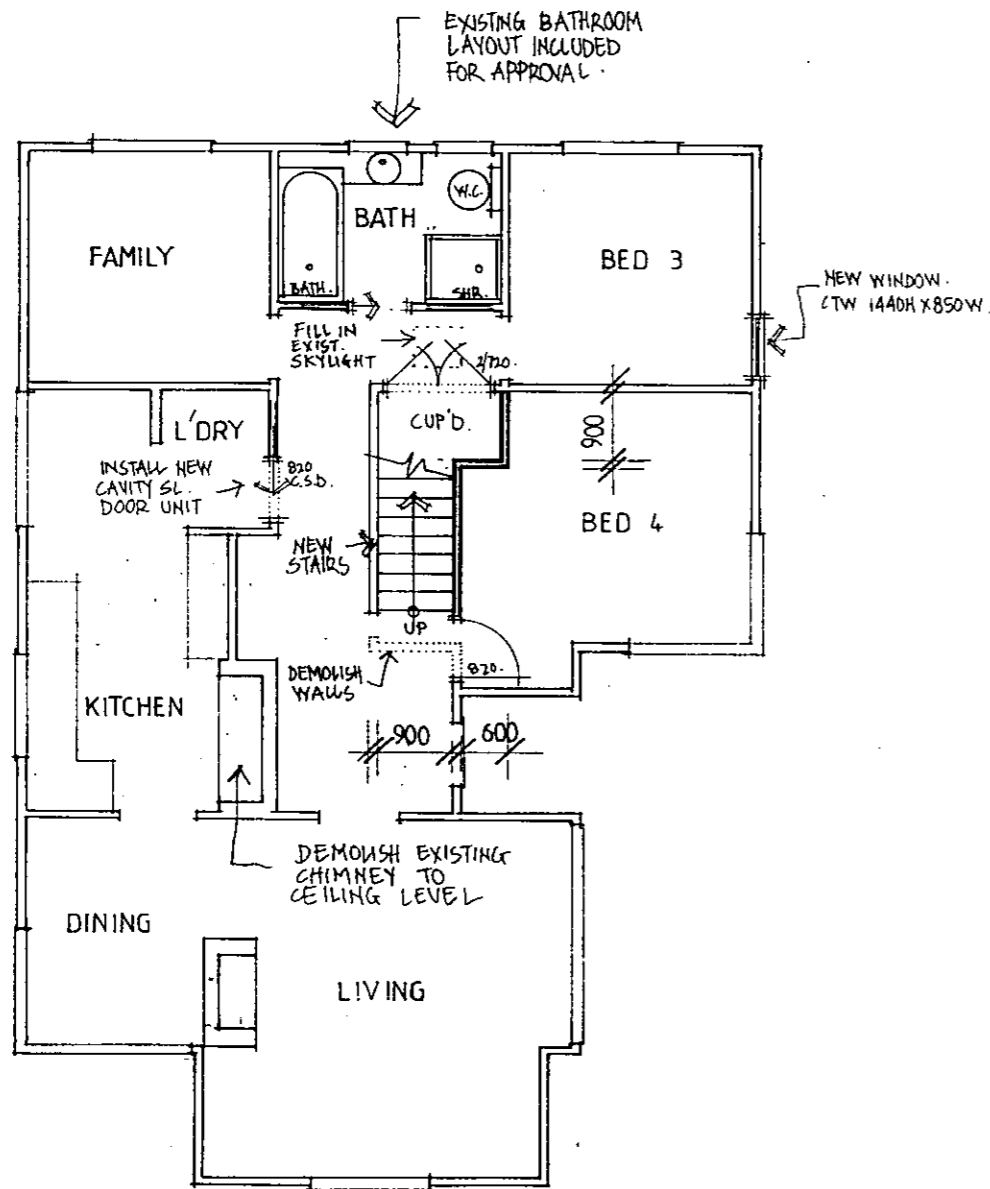 EXISTING BATHROOM
LAYOUT INCLUDED
FOR APPROVAL.
FAMILY
BATH
W.C.
BED 3
BATH.
SHR.
NEW WINDOW.
CTW 1440H X 850W.
FILL IN
EXIST.
SKYLIGHT
2/720.
L'DRY
CUP'D.
900
INSTALL NEW
CAVITY SL.
DOOR UNIT
820
C.S.D.
BED 4
NEW
STAIRS
UP
DEMOLISH
WALLS
820.
KITCHEN
900
600
DEMOLISH EXISTING
CHIMNEY TO
CEILING LEVEL
DINING
LIVING